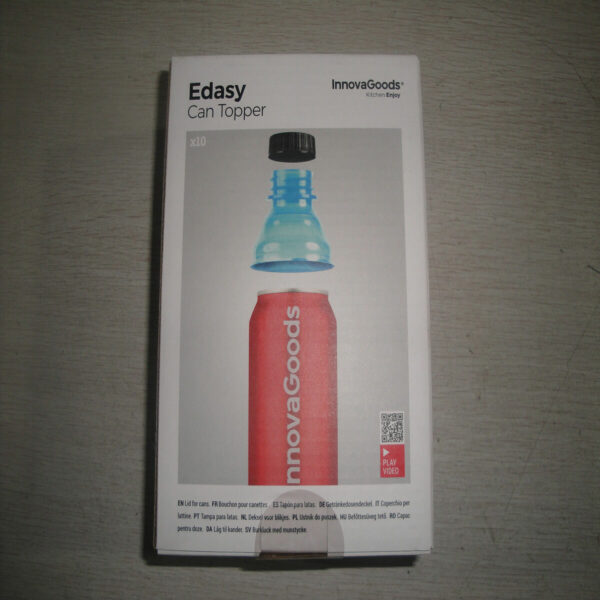 Edasy
Can Topper
InnovaGoods®
Kitchen Enjoy
x10
InnovaGoods
PLAY
VIDEO
EN Lid for cans. FR Bouchon pour canettes. ES Tapón para latas. DE Getränkedosendeckel. IT Coperchio per
lattine. PT Tampa para latas. NL Deksel voor blikjes. PL Ustnik do puszek. HU Befőttesüveg tető. RO Capac
pentru doze. DA Låg til kander. SV Burklock med munstycke.